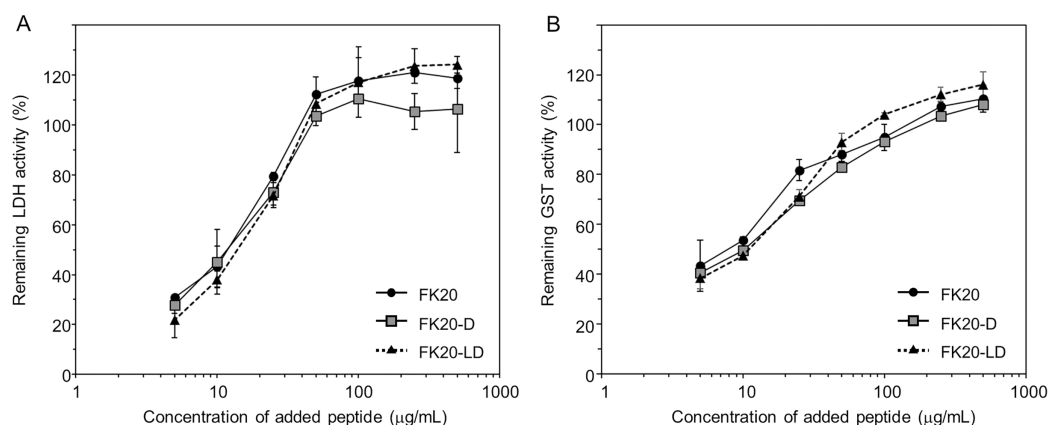 A
Remaining LDH activity (%)
120
100
80
60
40
20
0
1
10
100
1000
Concentration of added peptide (μg/mL)
FK20
FK20-D
FK20-LD
B
Remaining GST activity (%)
120
100
80
60
40
20
0
1
10
100
1000
Concentration of added peptide (μg/mL)
FK20
FK20-D
FK20-LD